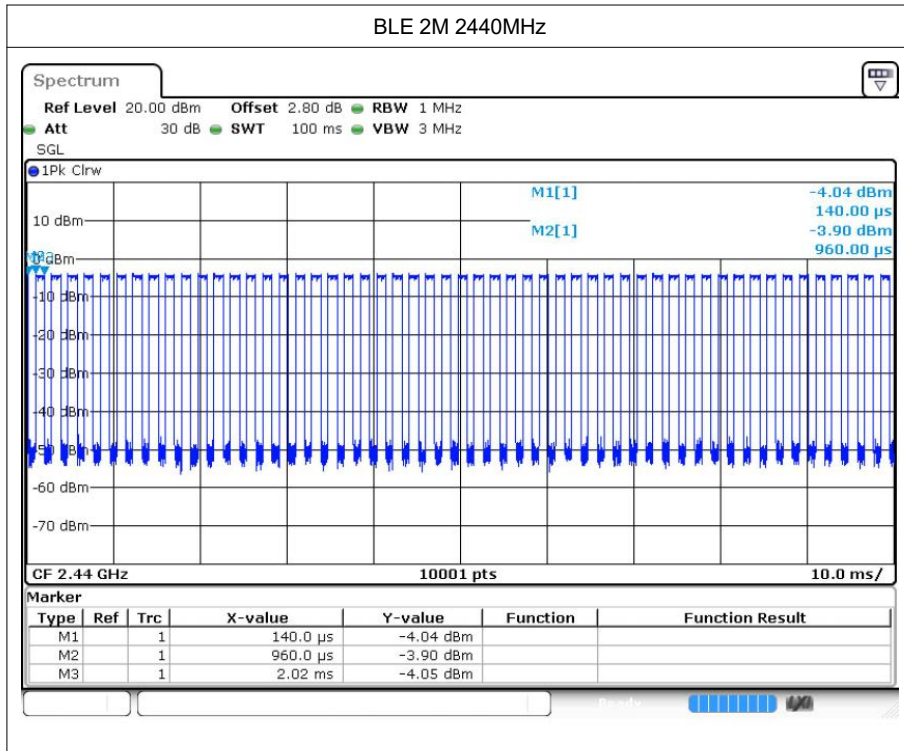 BLE 2M 2440MHz
Spectrum
Ref Level 20.00 dBm Offset 2.80 dB RBW 1 MHz
Att 30 dB SWT 100 ms VBW 3 MHz
SGL
1Pk Clrw
M1[1] -4.04 dBm
140.00 µs
10 dBm
M2[1] -3.90 dBm
960.00 µs
-10 dBm
-20 dBm
-30 dBm
-40 dBm
-60 dBm
-70 dBm
CF 2.44 GHz 10001 pts 10.0 ms/
Marker
Type Ref Trc X-value Y-value Function Function Result
M1 1 140.0 µs -4.04 dBm
M2 1 960.0 µs -3.90 dBm
M3 1 2.02 ms -4.05 dBm
Ready